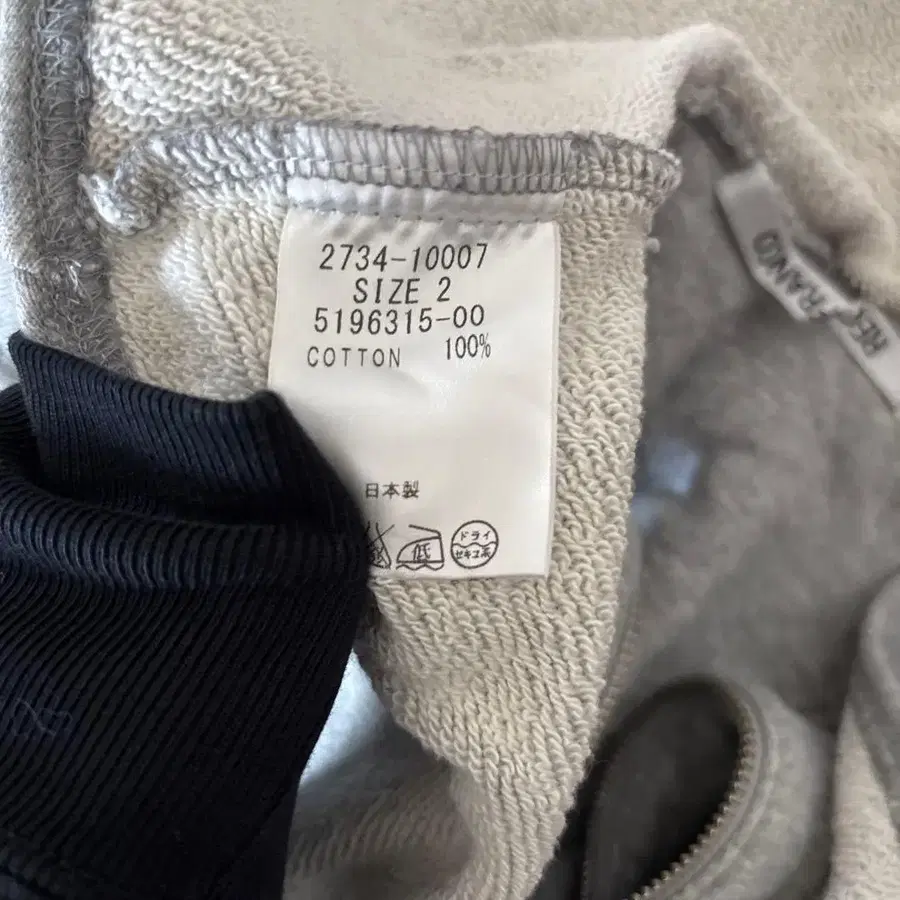 2734-10007
SIZE 2
5196315-00
COTTON 100%
日本製
低
ドライ
セキユ系